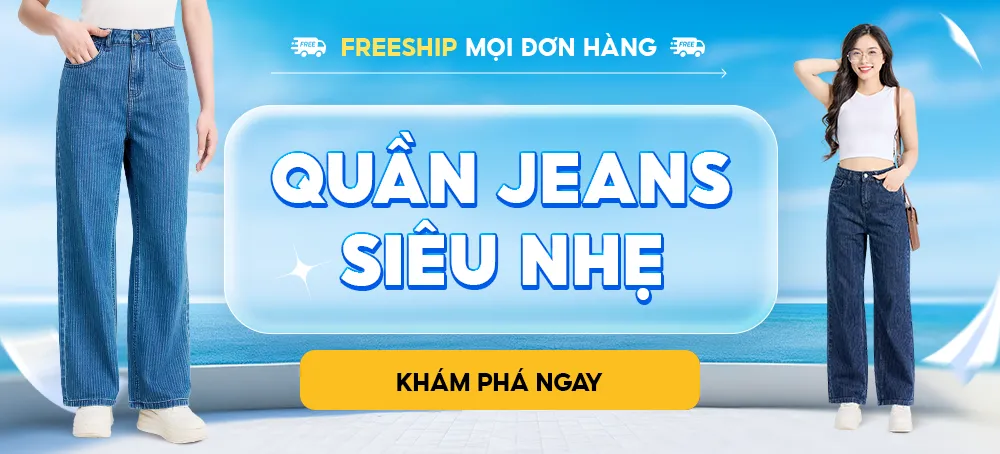 FREE FREESHIP MỌI ĐƠN HÀNG FREE
QUẦN JEANS
SIÊU NHẸ
KHÁM PHÁ NGAY